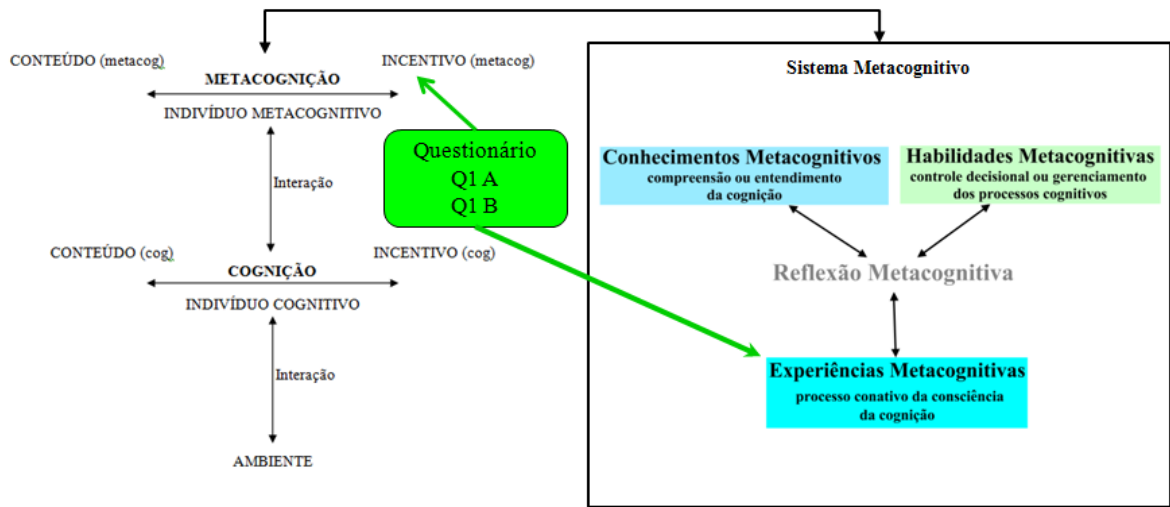 CONTEÚDO (metacog)
INCENTIVO (metacog)
METACOGNIÇÃO
INDIVÍDUO METACOGNITIVO
Interação
CONTEÚDO (cog)
INCENTIVO (cog)
COGNIÇÃO
INDIVÍDUO COGNITIVO
Interação
AMBIENTE
Questionário
Q1 A
Q1 B
Sistema Metacognitivo
Conhecimentos Metacognitivos
compreensão ou entendimento
da cognição
Habilidades Metacognitivas
controle decisional ou gerenciamento
dos processos cognitivos
Reflexão Metacognitiva
Experiências Metacognitivas
processo conativo da consciência
da cognição